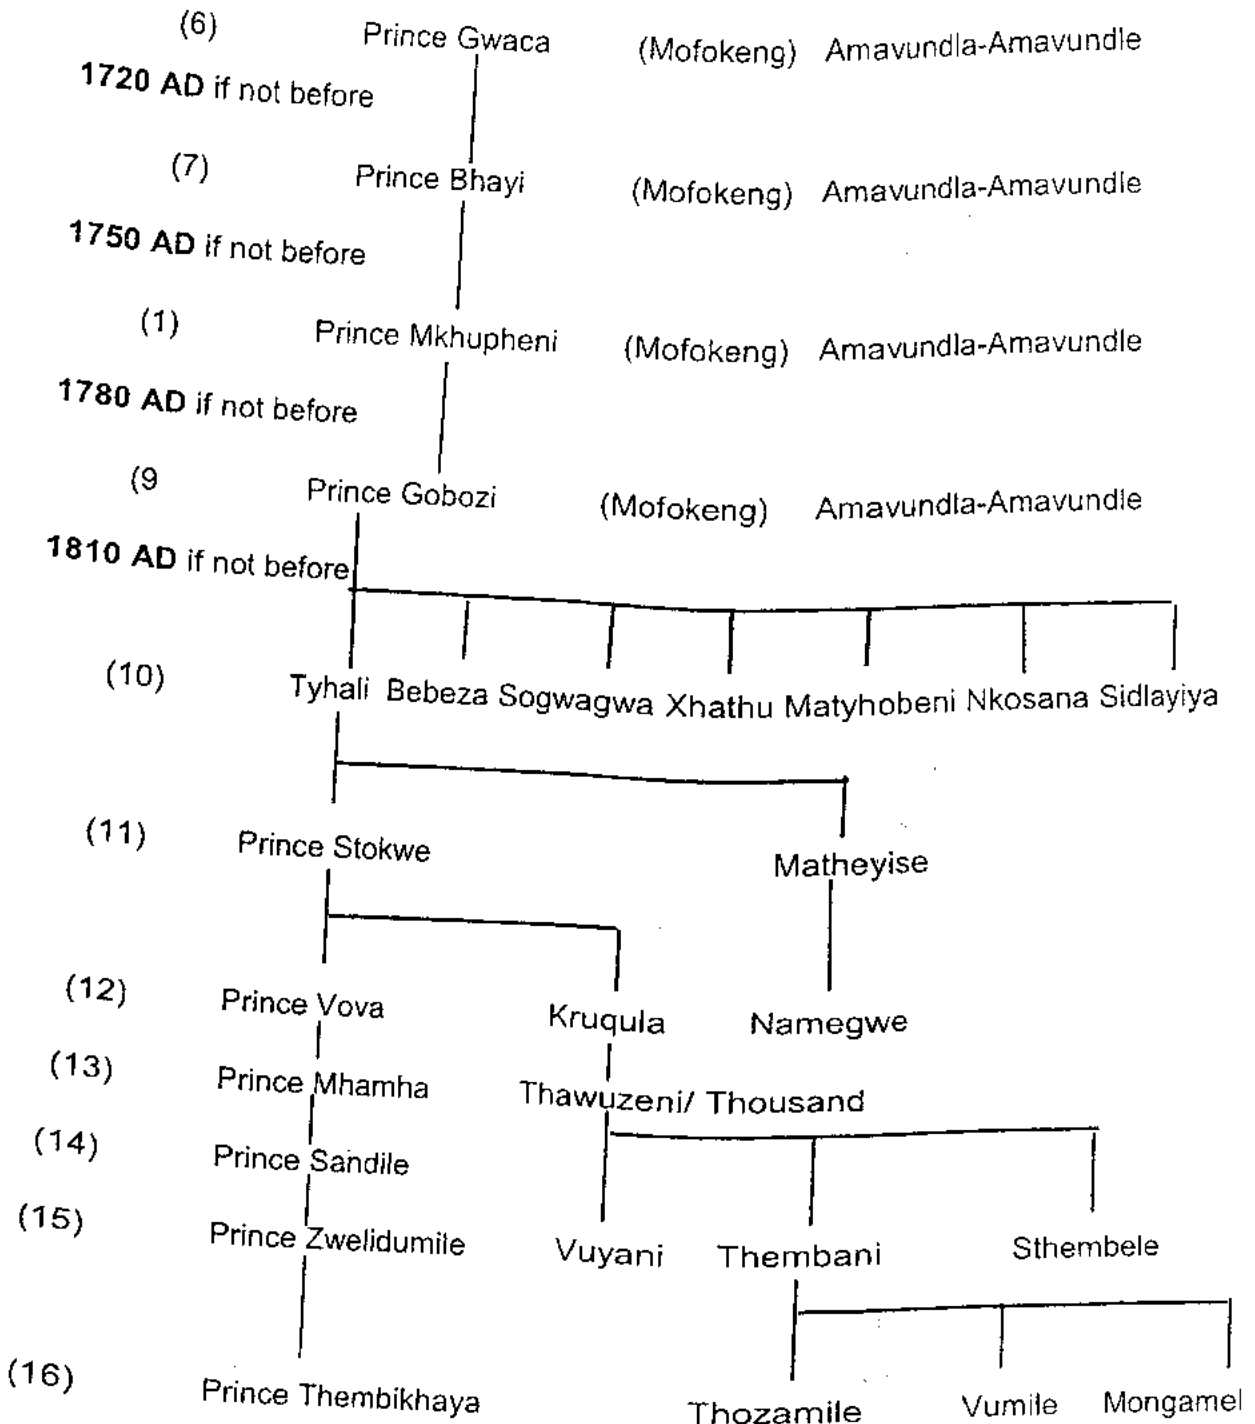 (6) Prince Gwaca (Mofokeng) Amavundla-Amavundle
1720 AD if not before
(7) Prince Bhayi (Mofokeng) Amavundla-Amavundle
1750 AD if not before
(1) Prince Mkhupheni (Mofokeng) Amavundla-Amavundle
1780 AD if not before
(9 Prince Gobozi (Mofokeng) Amavundla-Amavundle
1810 AD if not before
(10) Tyhali Bebeza Sogwagwa Xhathu Matyhobeni Nkosana Sidlayiya
(11) Prince Stokwe Matheyise
(12) Prince Vova Kruqula Namegwe
(13) Prince Mhamha Thawuzeni/ Thousand
(14) Prince Sandile
(15) Prince Zwelidumile Vuyani Thembani Sthembele
(16) Prince Thembikhaya Thozamile Vumile Mongamel